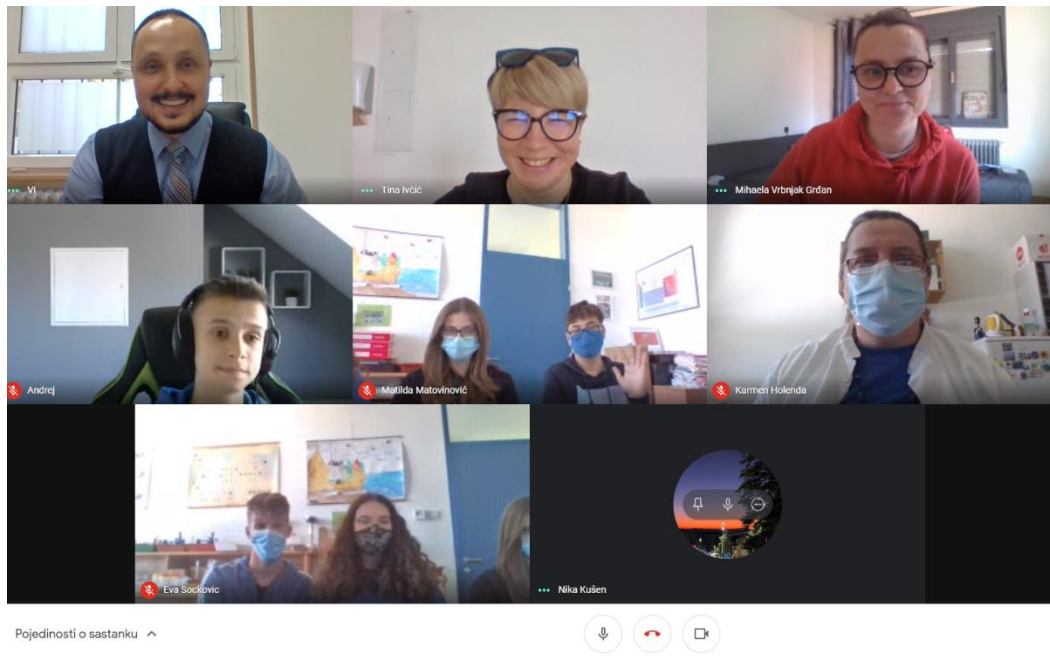 Vi
Tina Ivčić
Mihaela Vrbnjak Grđan
Andrej
Matilda Matovinović
Karmen Holenda
Eva Sockovic
Nika Kušen
Pojedinosti o sastanku